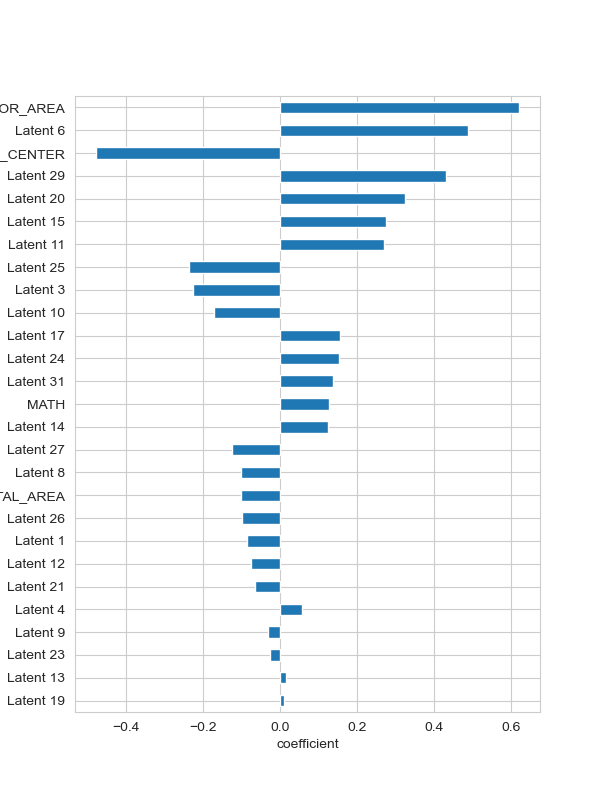 OR_AREA
Latent 6
_CENTER
Latent 29
Latent 20
Latent 15
Latent 11
Latent 25
Latent 3
Latent 10
Latent 17
Latent 24
Latent 31
MATH
Latent 14
Latent 27
Latent 8
TAL_AREA
Latent 26
Latent 1
Latent 12
Latent 21
Latent 4
Latent 9
Latent 23
Latent 13
Latent 19
−0.4 −0.2 0.0 0.2 0.4 0.6
coefficient